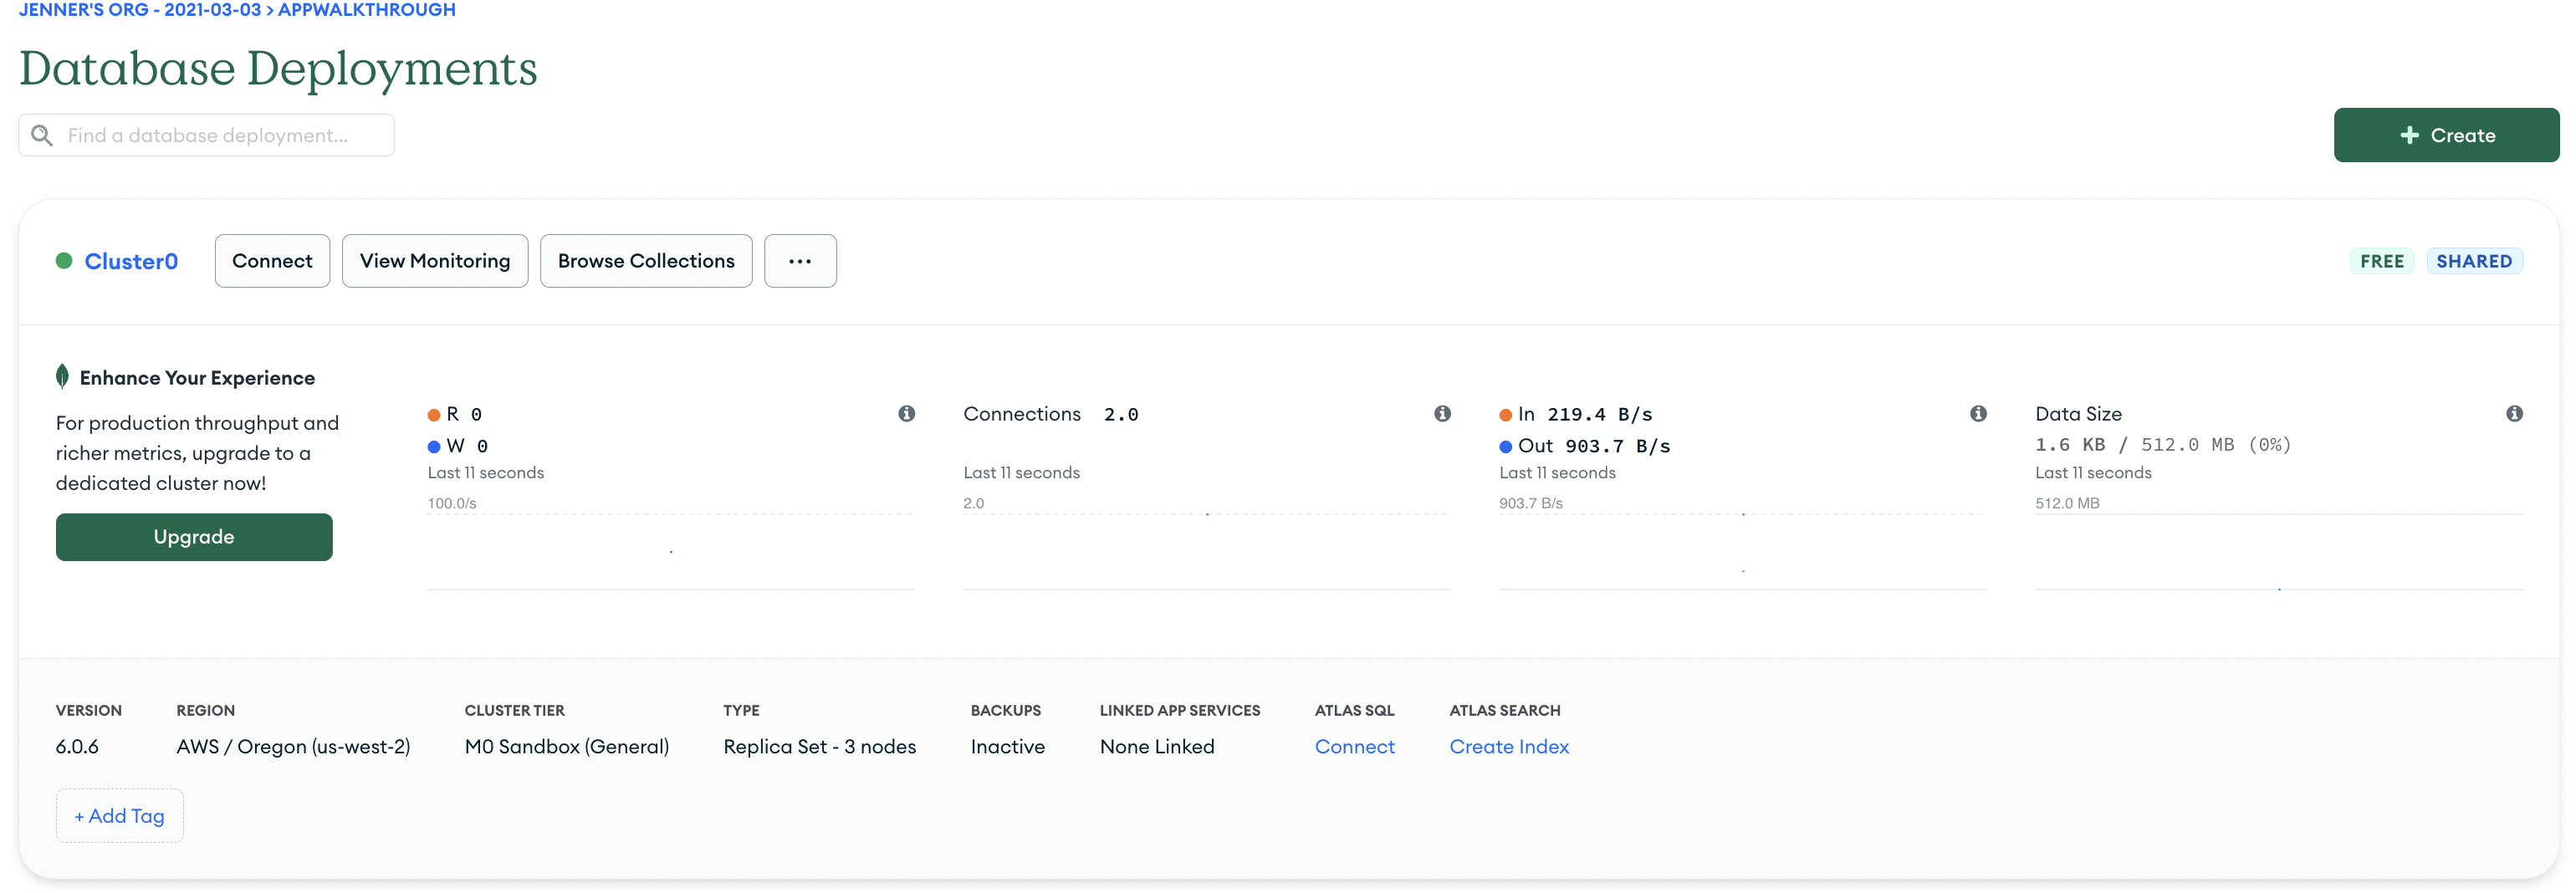 JENNER'S ORG - 2021-03-03 > APPWALKTHROUGH
Database Deployments
Find a database deployment...
+ Create
Cluster0
Connect
View Monitoring
Browse Collections
...
FREE
SHARED
Enhance Your Experience
For production throughput and
richer metrics, upgrade to a
dedicated cluster now!
Upgrade
R 0
W 0
Last 11 seconds
100.0/s
Connections 2.0
Last 11 seconds
2.0
In 219.4 B/s
Out 903.7 B/s
Last 11 seconds
903.7 B/s
Data Size
1.6 KB / 512.0 MB (0%)
Last 11 seconds
512.0 MB
VERSION
6.0.6
REGION
AWS / Oregon (us-west-2)
CLUSTER TIER
M0 Sandbox (General)
TYPE
Replica Set - 3 nodes
BACKUPS
Inactive
LINKED APP SERVICES
None Linked
ATLAS SQL
Connect
ATLAS SEARCH
Create Index
+ Add Tag